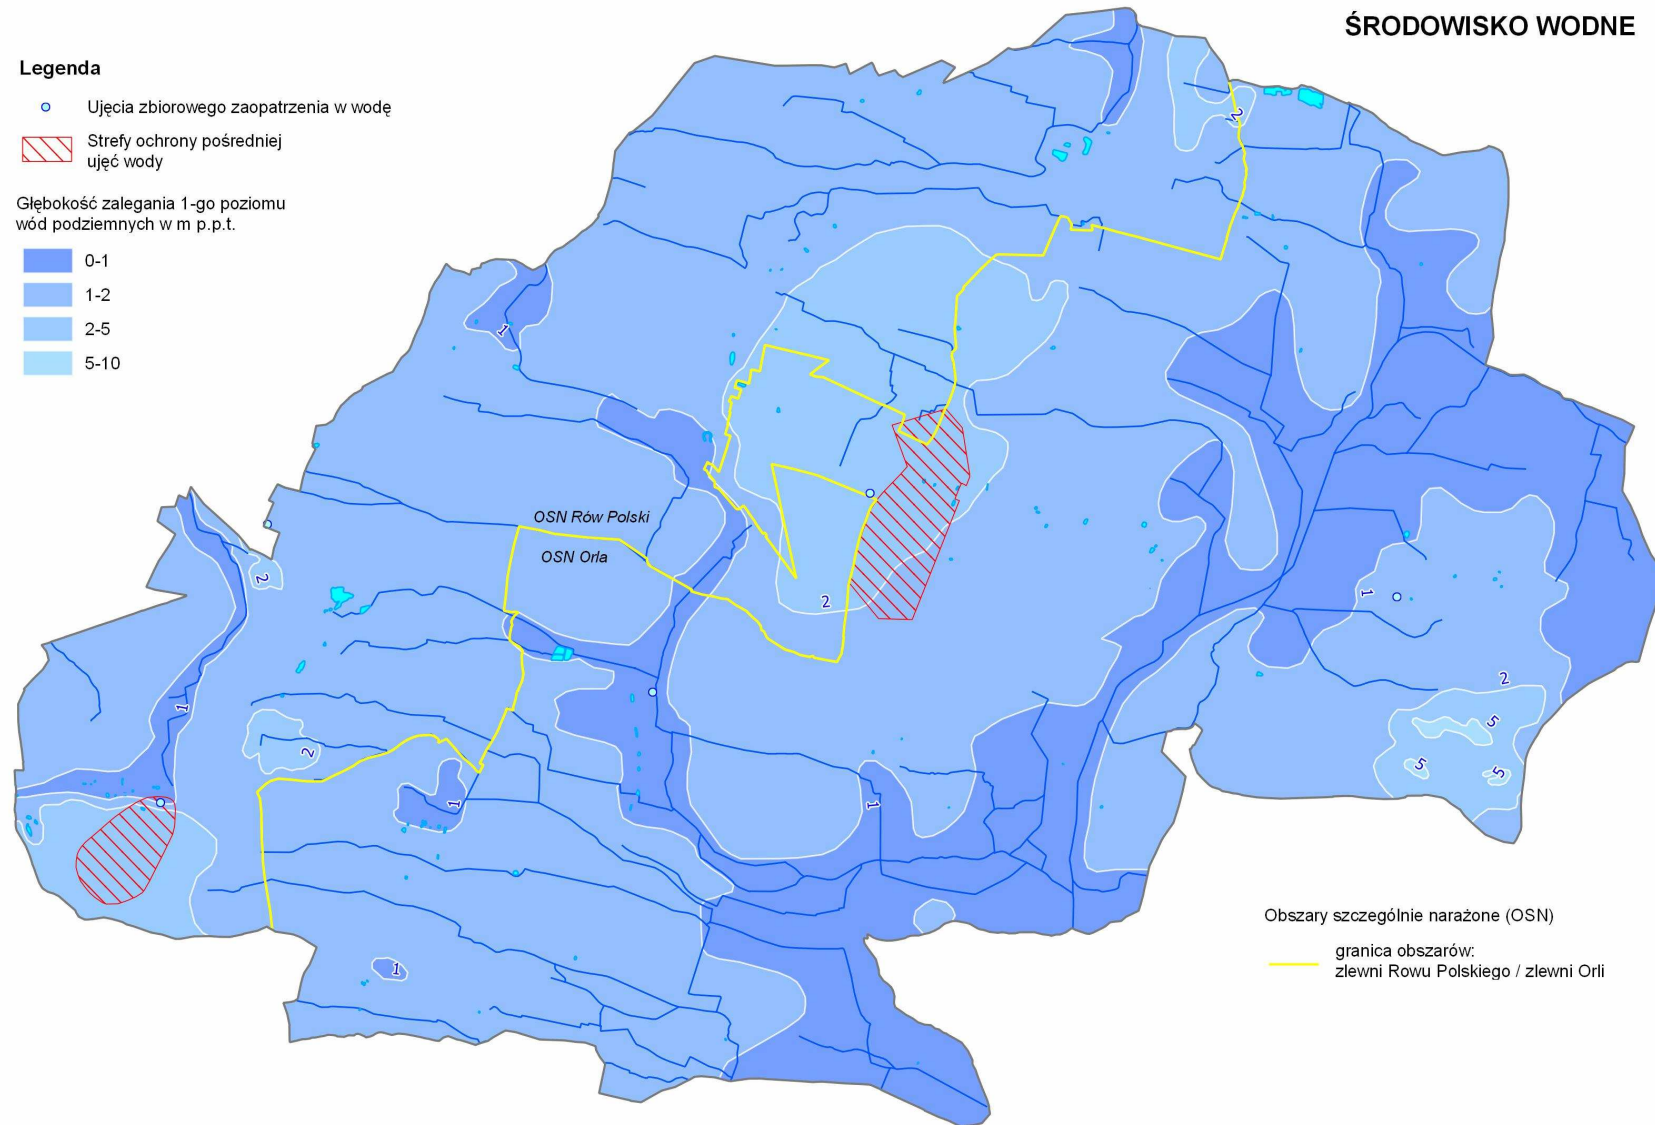 ŚRODOWISKO WODNE
Legenda
Ujęcia zbiorowego zaopatrzenia w wodę
Strefy ochrony pośredniej
ujęć wody
Głębokość zalegania 1-go poziomu
wód podziemnych w m p.p.t.
0-1
1-2
2-5
5-10
2
1
OSN Rów Polski
OSN Orla
2
2
1
1
2
2
5
5
5
2
1
1
1
Obszary szczególnie narażone (OSN)
granica obszarów:
zlewni Rowu Polskiego / zlewni Orli